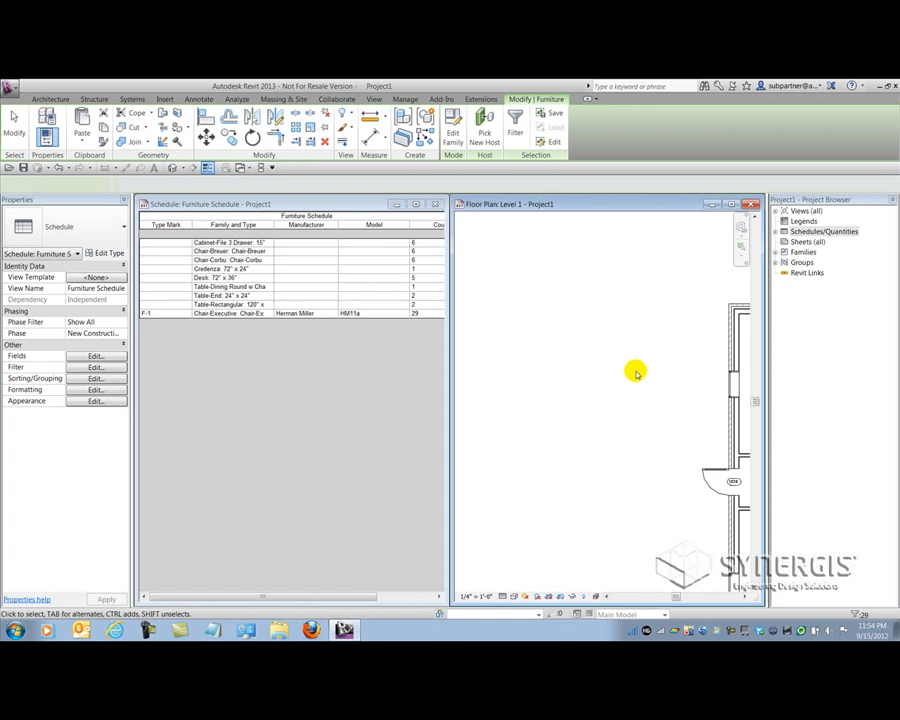 Autodesk Revit 2013 - Not For Resale Version - Project1
Type a keyword or phrase
subpartner@a...
Architecture Structure Systems Insert Annotate Analyze Massing & Site Collaborate View Manage Add-Ins Extensions Modify | Furniture
Modify
Paste
Cope
Cut
Join
Edit Family
Pick New Host
Filter
Save
Load
Edit
Select Properties Clipboard Geometry Modify View Measure Create Mode Host Selection
Properties
Schedule
Schedule: Furniture S
Edit Type
Identity Data
View Template <None>
View Name Furniture Schedule
Dependency Independent
Phasing
Phase Filter Show All
Phase New Constructi...
Other
Fields Edit...
Filter Edit...
Sorting/Grouping Edit...
Formatting Edit...
Appearance Edit...
Properties help Apply
Schedule: Furniture Schedule - Project1
Furniture Schedule
Type Mark Family and Type Manufacturer Model Cou
Cabinet-File 3 Drawer: 15" 6
Chair-Breuer: Chair-Breuer 6
Chair-Corbu: Chair-Corbu 6
Credenza: 72" x 24" 1
Desk: 72" x 36" 5
Table-Dining Round w Cha 1
Table-End: 24" x 24" 2
Table-Rectangular: 120" x 2
F-1 Chair-Executive: Chair-Ex Herman Miller HM11a 29
Floor Plan: Level 1 - Project1
1/4" = 1'-0"
Project1 - Project Browser
Views (all)
Legends
Schedules/Quantities
Sheets (all)
Families
Groups
Revit Links
SYNERGIS
Click to select, TAB for alternates, CTRL adds, SHIFT unselects.
:0
Main Model
:29
11:54 PM
9/15/2012